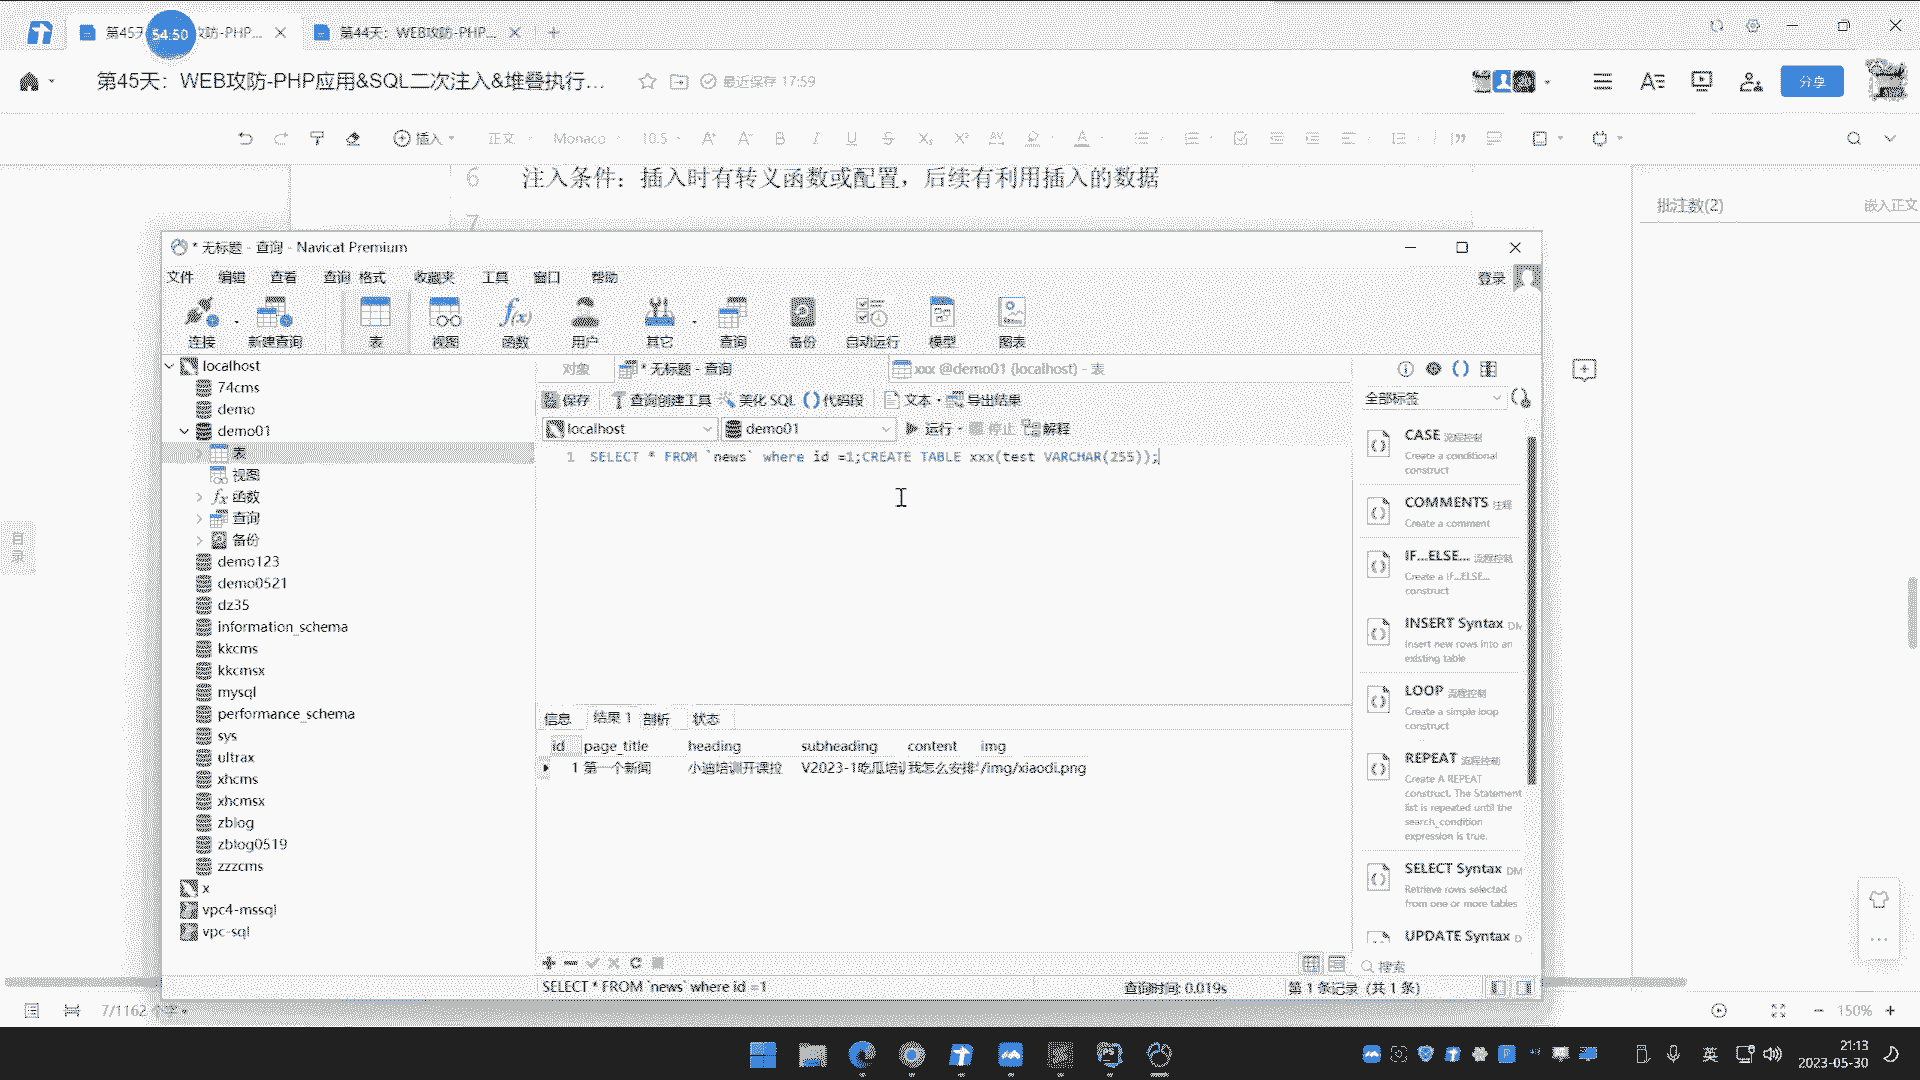 第45天
54:50
攻防-PHP...
第44天：WEB攻防-PHP...
第45天：WEB攻防-PHP应用&SQL二次注入&堆叠执行...
最近保存 17:59
分享
插入
正文
Monaco
10.5
6 注入条件：插入时有转义函数或配置，后续有利用插入的数据
7
批注数(2)
嵌入正文
目录
* 无标题 - 查询 - Navicat Premium
文件 编辑 查看 查询 格式 收藏夹 工具 窗口 帮助
登录
连接 新建查询 表 视图 函数 用户 其它 查询 备份 自动运行 模型 图表
localhost
74cms
demo
demo01
表
视图
函数
查询
备份
demo123
demo0521
dz35
information_schema
kkcms
kkcmsx
mysql
performance_schema
sys
ultrax
xhcms
xhcmsx
zblog
zblog0519
zzzcms
x
vpc4-mssql
vpc-sql
对象
* 无标题 - 查询
xxx @demo01 (localhost) - 表
保存 查询创建工具 美化 SQL 代码段 文本 导出结果
localhost demo01 运行 停止 解释
1 SELECT * FROM `news` where id =1;CREATE TABLE xxx(test VARCHAR(255));
信息 结果 1 剖析 状态
id page_title heading subheading content img
1 第一个新闻 小迪培训开课拉 V2023-1吃瓜培训 我怎么安排 /img/xiaodi.png
SELECT * FROM `news` where id =1
查询时间: 0.019s
第 1 条记录 (共 1 条)
全部标签
CASE 流程控制
Create a conditional
construct
COMMENTS 注释
Create a comment
IF...ELSE... 流程控制
Create a IF...ELSE...
construct
INSERT Syntax DM
Insert new rows into an
existing table
LOOP 流程控制
Create a simple loop
construct
REPEAT 流程控制
Create A REPEAT
construct. The Statement
list is repeated until the
search_condition
expression is true.
SELECT Syntax DM
Retrieve rows selected
from one or more tables
UPDATE Syntax D
搜索
7/1162 个字
150%
英
21:13
2023-05-30